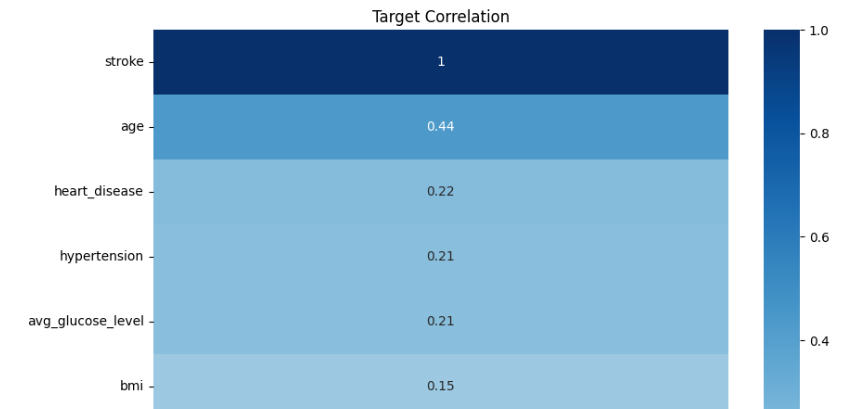 Target Correlation
stroke
1
age
0.44
heart_disease
0.22
hypertension
0.21
avg_glucose_level
0.21
bmi
0.15
1.0
0.8
0.6
0.4